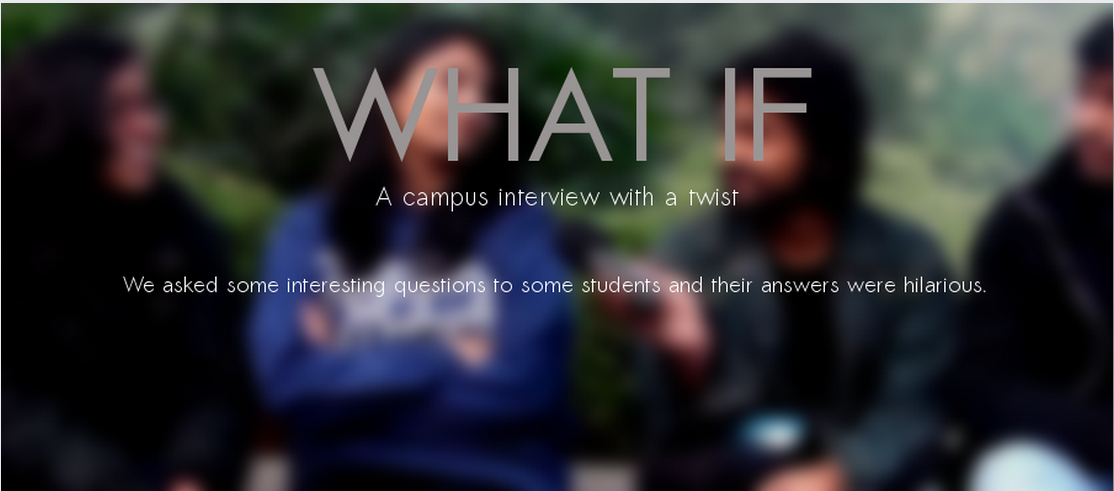 WHAT IF
A campus interview with a twist
We asked some interesting questions to some students and their answers were hilarious.